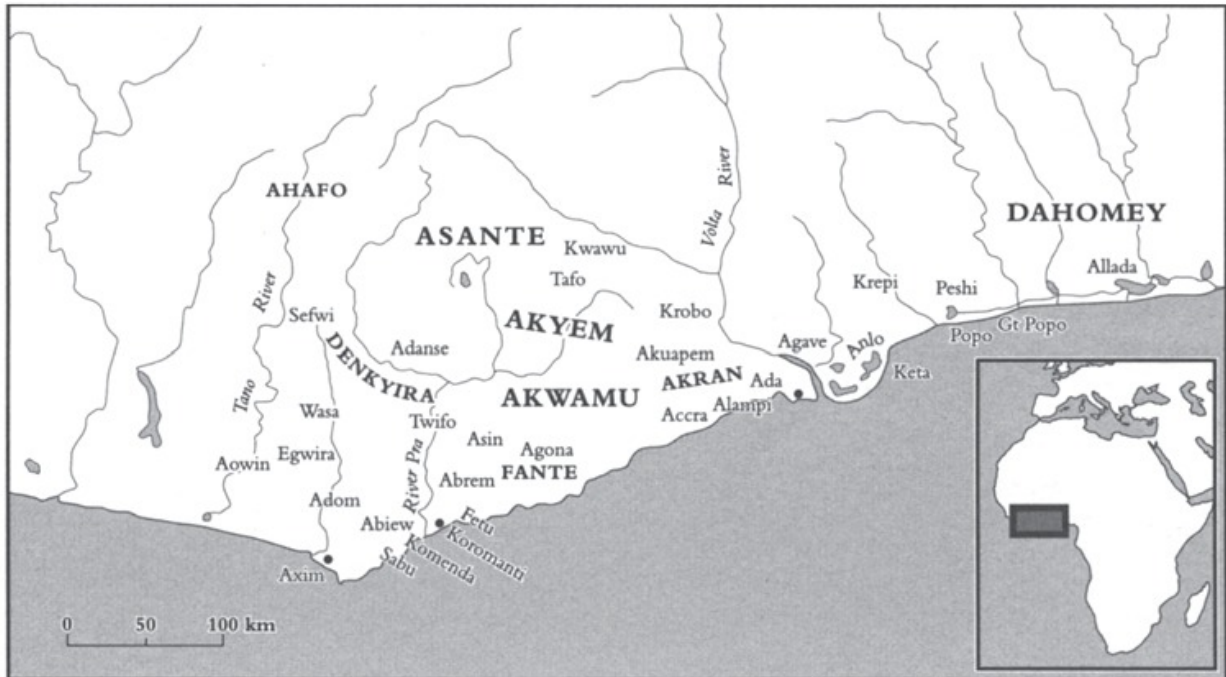 AHAFO
DAHOMEY
Volta River
ASANTE
Kwawu
Allada
Tafo
Krepi
Peshi
River
Tano
Sefwi
Krobo
Gt Popo
AKYEM
Popo
DENKYIRA
Adanse
Agave
Anlo
Akuapem
Keta
AKRAN
Ada
AKWAMU
Wasa
Twifo
Accra
Alampi
Asin
Agona
Egwira
Aowin
River Pra
FANTE
Abrem
Adom
Abiew
Fetu
Koromanti
Komenda
Sabu
Axim
0 50 100 km